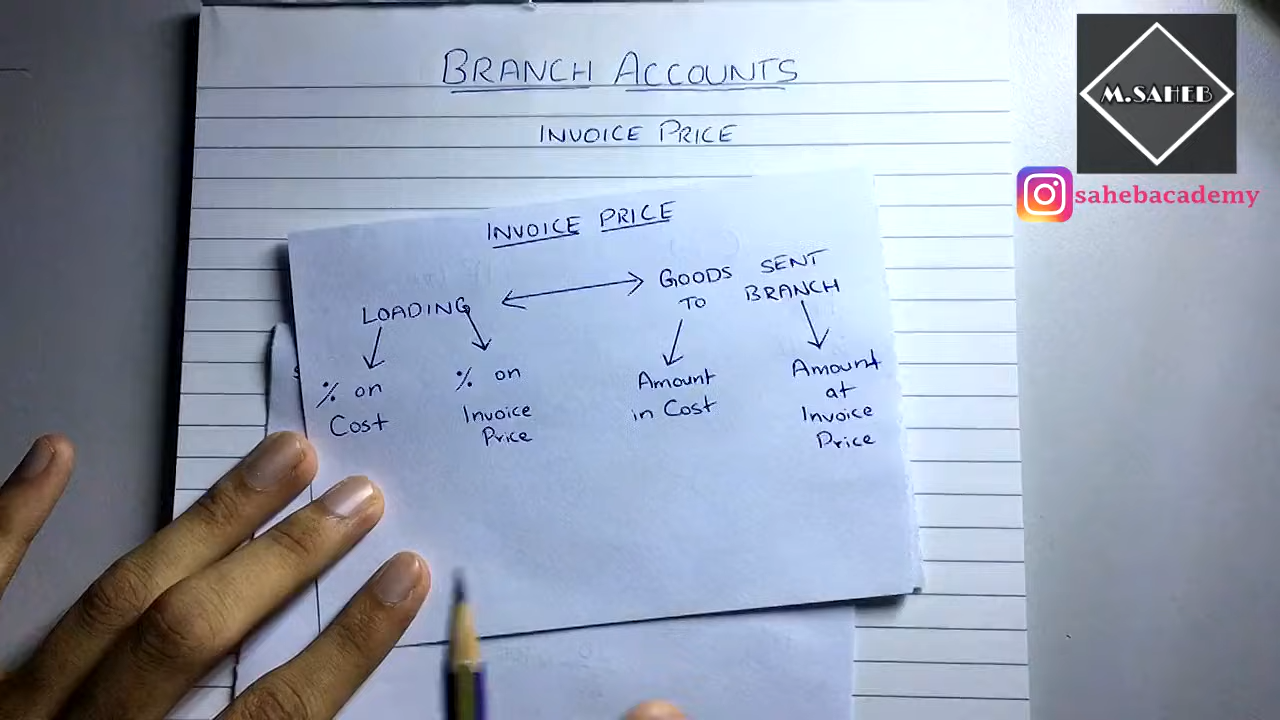 BRANCH ACCOUNTS
INVOICE PRICE
M.SAHEB
sahebacademy
INVOICE PRICE
LOADING
GOODS SENT
TO BRANCH
% on
Cost
% on
Invoice
Price
Amount
in Cost
Amount
at
Invoice
Price